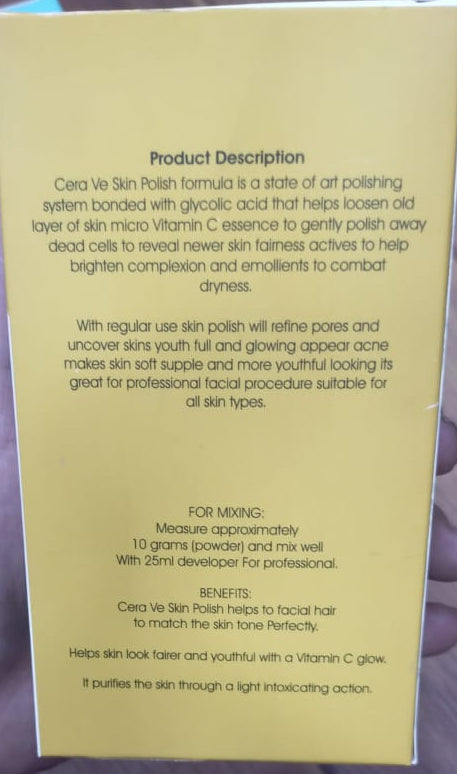 Product Description
Cera Ve Skin Polish formula is a state of art polishing
system bonded with glycolic acid that helps loosen old
layer of skin micro Vitamin C essence to gently polish away
dead cells to reveal newer skin fairness actives to help
brighten complexion and emollients to combat
dryness.
With regular use skin polish will refine pores and
uncover skins youth full and glowing appear acne
makes skin soft supple and more youthful looking its
great for professional facial procedure suitable for
all skin types.
FOR MIXING:
Measure approximately
10 grams (powder) and mix well
With 25ml developer For professional.
BENEFITS:
Cera Ve Skin Polish helps to facial hair
to match the skin tone Perfectly.
Helps skin look fairer and youthful with a Vitamin C glow.
It purifies the skin through a light intoxicating action.